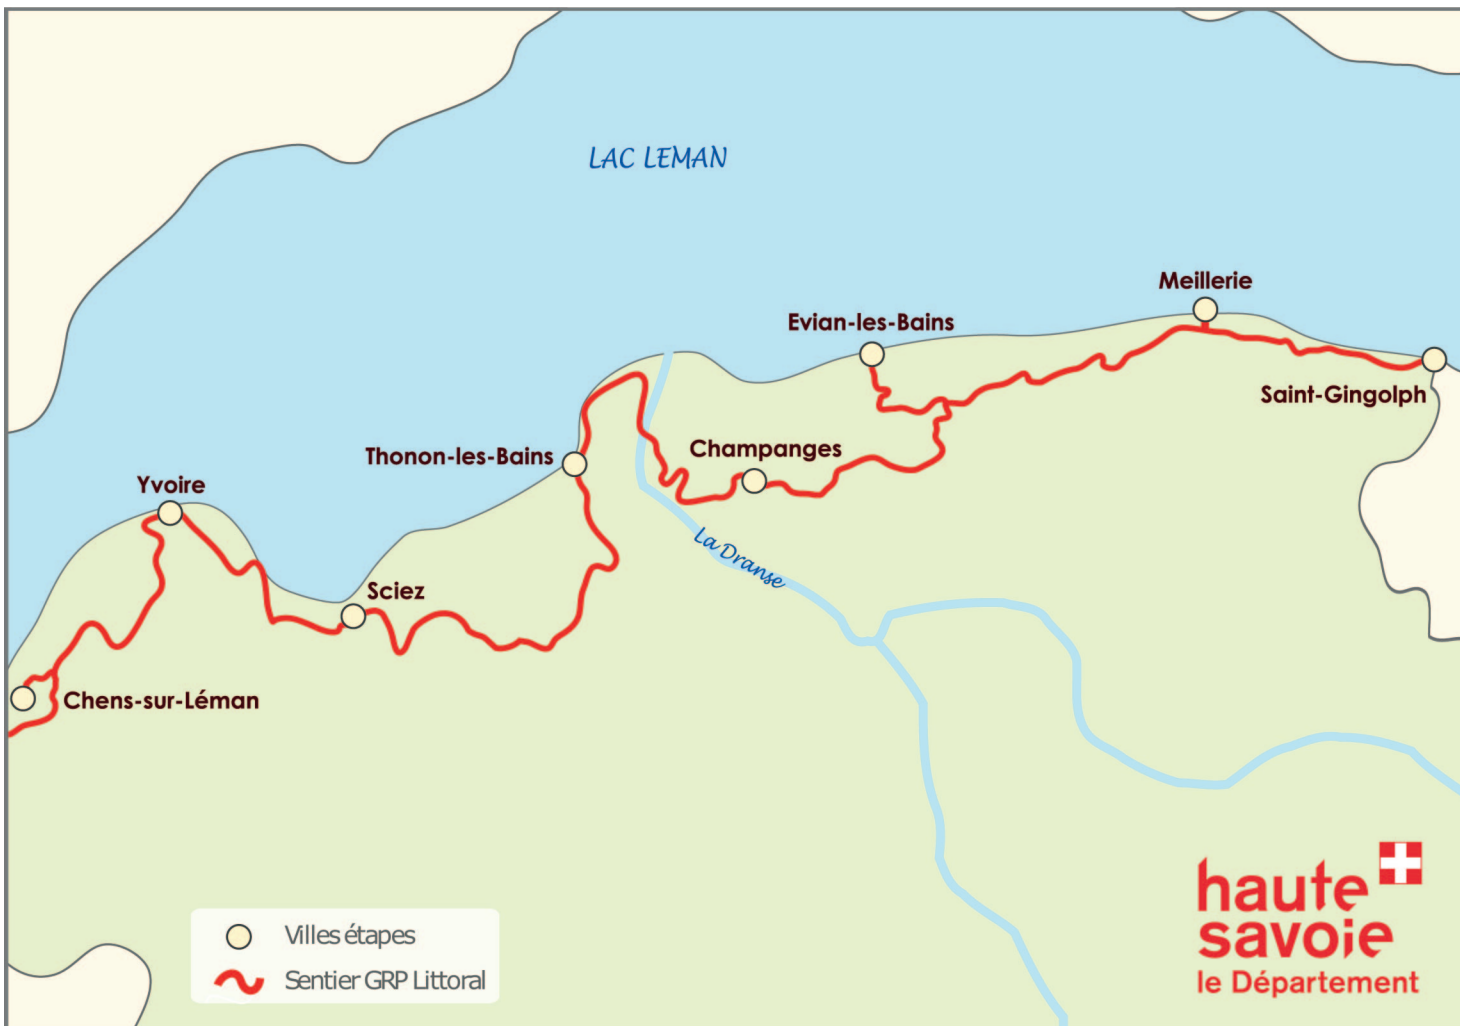 LAC LEMAN
Meillerie
Evian-les-Bains
Saint-Gingolph
Champanges
Thonon-les-Bains
Yvoire
La Dranse
Sciez
Chens-sur-Léman
Villes étapes
Sentier GRP Littoral
haute
savoie
le Département